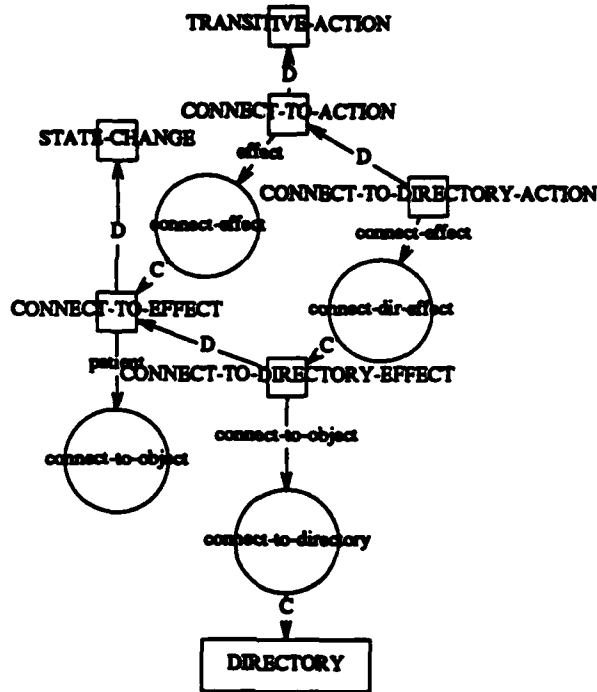 TRANSITIVE-ACTION
D
CONNECT-TO-ACTION
STATE-CHANGE
effect
D
CONNECT-TO-DIRECTORY-ACTION
connect-effect
connect-effect
D
C
CONNECT-TO-EFFECT
connect-dir-effect
D
C
patient
CONNECT-TO-DIRECTORY-EFFECT
connect-to-object
connect-to-object
connect-to-directory
C
DIRECTORY